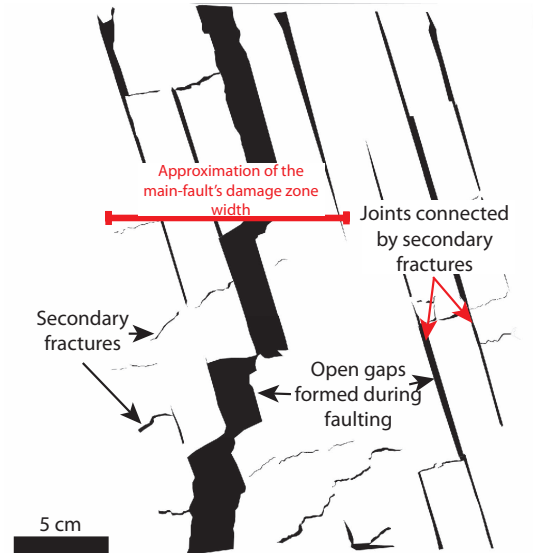 Approximation of the
main-fault's damage zone
width
Joints connected
by secondary
fractures
Secondary
fractures
Open gaps
formed during
faulting
5 cm